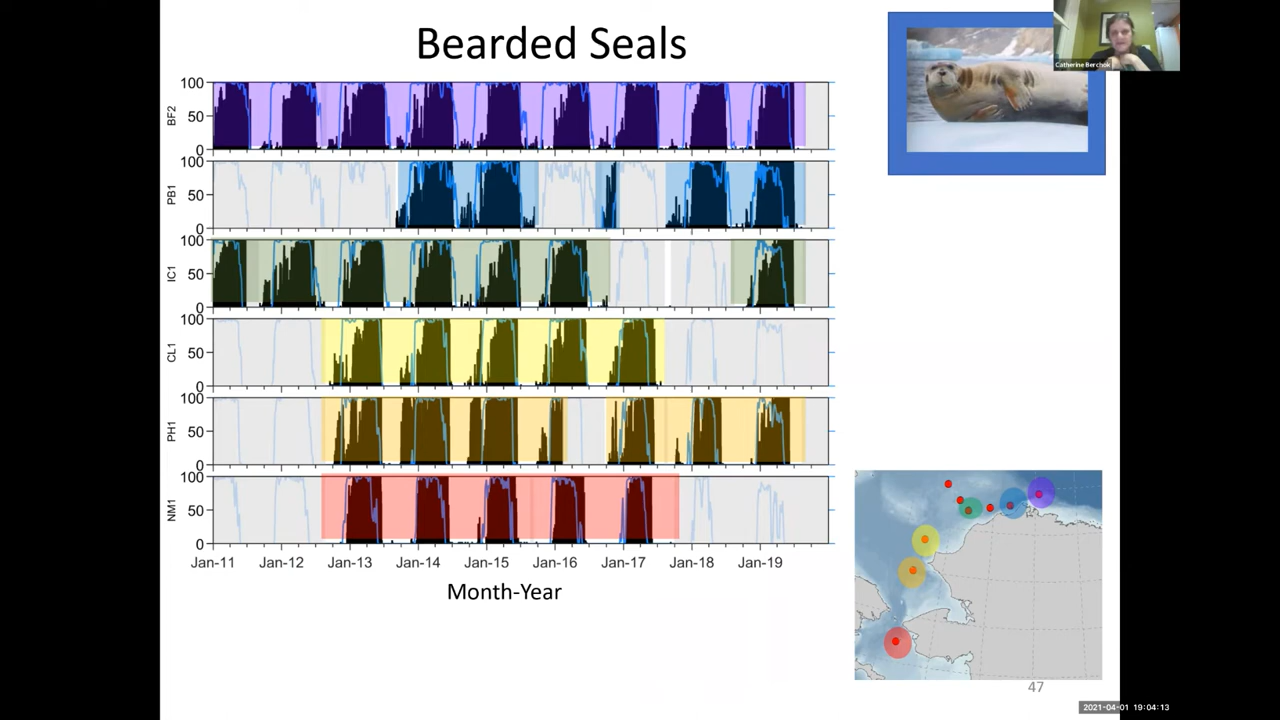 Bearded Seals
Catherine Berchok
100
50
0
BF2
100
50
0
PB1
100
50
0
IC1
100
50
0
CL1
100
50
0
PH1
100
50
0
NM1
Jan-11 Jan-12 Jan-13 Jan-14 Jan-15 Jan-16 Jan-17 Jan-18 Jan-19
Month-Year
47
2021-04-01 19:04:13